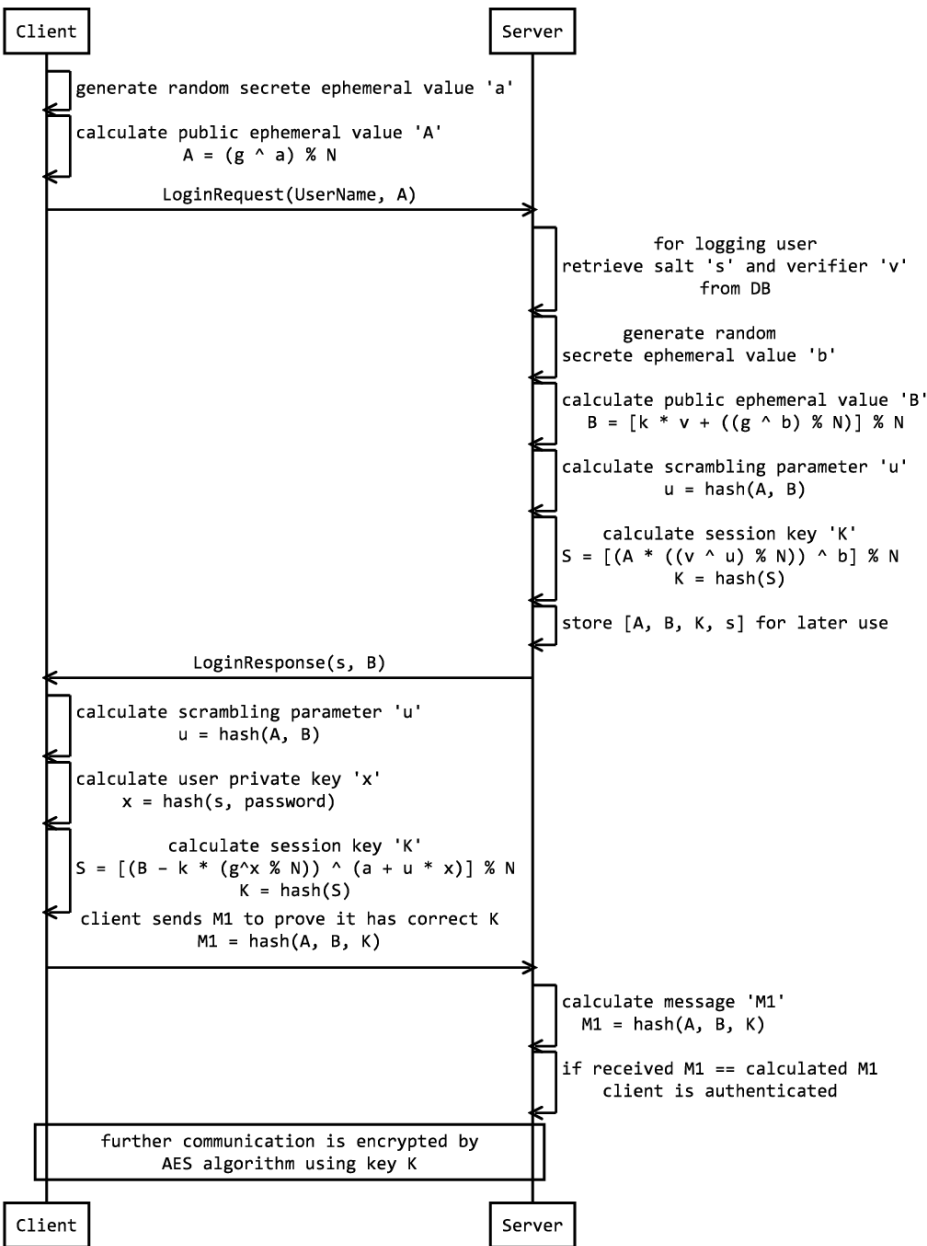 Client
Server
generate random secrete ephemeral value 'a'
calculate public ephemeral value 'A'
A = (g ^ a) % N
LoginRequest(UserName, A)
for logging user
retrieve salt 's' and verifier 'v'
from DB
generate random
secrete ephemeral value 'b'
calculate public ephemeral value 'B'
B = [k * v + ((g ^ b) % N)] % N
calculate scrambling parameter 'u'
u = hash(A, B)
calculate session key 'K'
S = [(A * ((v ^ u) % N)) ^ b] % N
K = hash(S)
store [A, B, K, s] for later use
LoginResponse(s, B)
calculate scrambling parameter 'u'
u = hash(A, B)
calculate user private key 'x'
x = hash(s, password)
calculate session key 'K'
S = [(B – k * (g^x % N)) ^ (a + u * x)] % N
K = hash(S)
client sends M1 to prove it has correct K
M1 = hash(A, B, K)
calculate message 'M1'
M1 = hash(A, B, K)
if received M1 == calculated M1
client is authenticated
further communication is encrypted by
AES algorithm using key K
Client
Server